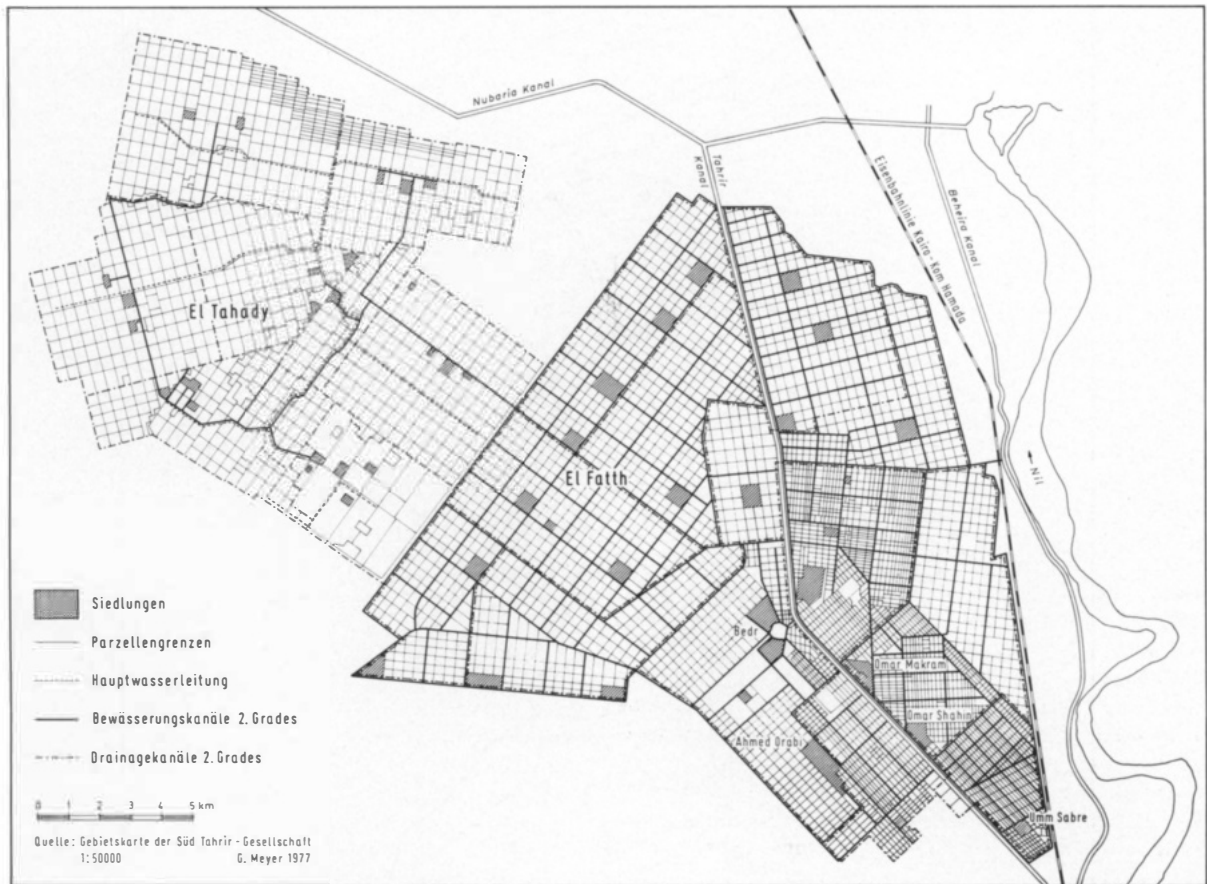 Nubaria Kanal
Tahrir
Kanal
Eisenbahnlinie Kairo-Kom Hamada
Beheira Kanal
Nil
El Tahady
El Fatth
Bedr
Omar Makram
Omar Shahin
Ahmed Orabi
Umm Sabre
Siedlungen
Parzellengrenzen
Hauptwasserleitung
Bewässerungskanäle 2. Grades
Drainagekanäle 2. Grades
0 1 2 3 4 5 km
Quelle: Gebietskarte der Süd Tahrir - Gesellschaft
1:50000 G. Meyer 1977